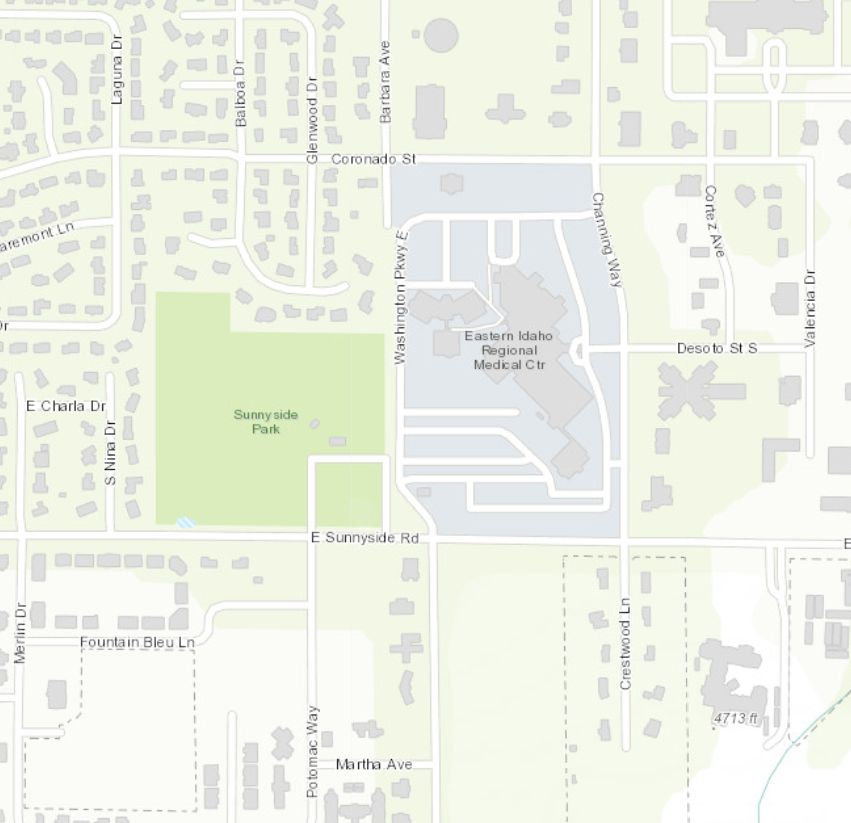 Laguna Dr
Balboa Dr
Glenwood Dr
Barbara Ave
Coronado St
Channing Way
Cortez Ave
Valencia Dr
aremont Ln
Washington Pkwy E
Eastern Idaho
Regional
Medical Ctr
Desoto St S
Dr
E Charla Dr
S Nina Dr
Sunnyside
Park
E Sunnyside Rd
E
Merlin Dr
Fountain Bleu Ln
Crestwood Ln
Potomac Way
Martha Ave
4713 ft